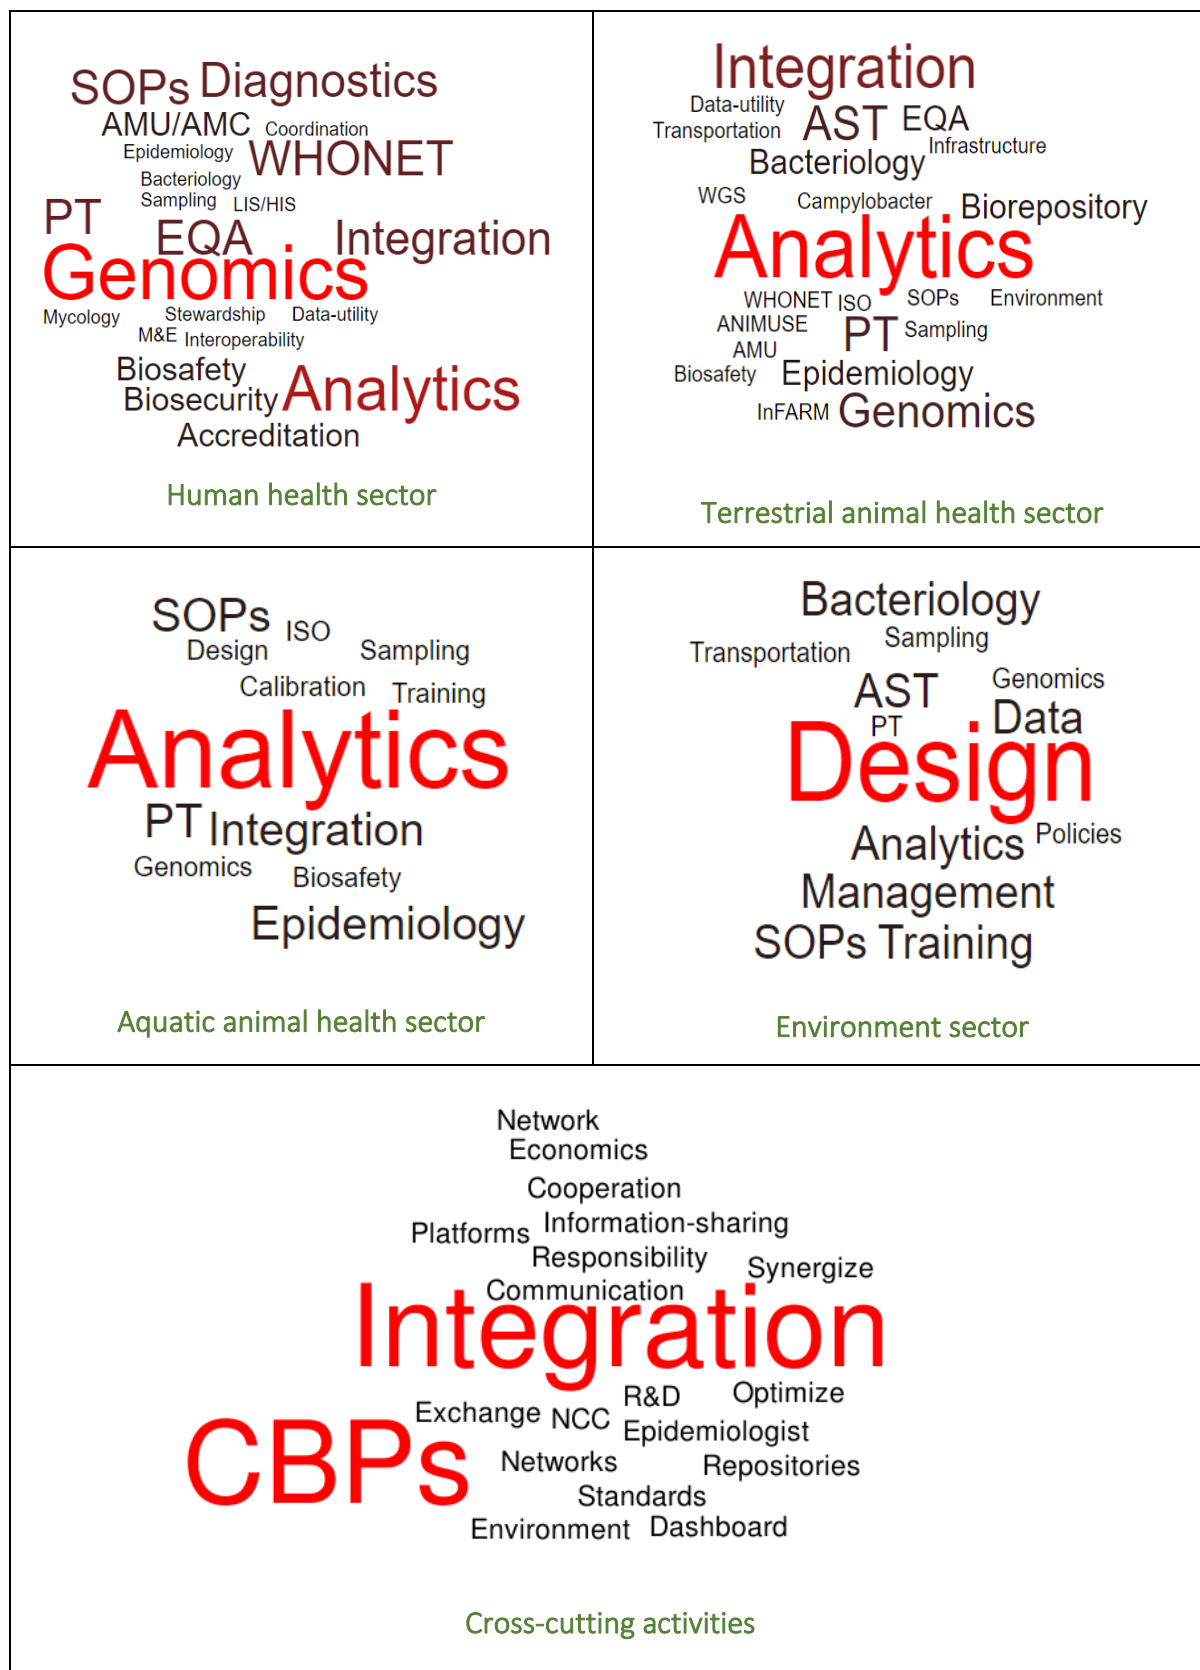 SOPs Diagnostics
AMU/AMC Coordination
Epidemiology WHONET
Bacteriology
Sampling LIS/HIS
PT EQA Integration
Genomics
Mycology Stewardship Data-utility
M&E Interoperability
Biosafety
Biosecurity Analytics
Accreditation
Human health sector
Integration
Data-utility
Transportation AST EQA
Infrastructure
Bacteriology
WGS Campylobacter Biorepository
Analytics
WHONET ISO SOPs Environment
ANIMUSE PT Sampling
AMU
Biosafety Epidemiology
InFARM Genomics
Terrestrial animal health sector
SOPs ISO
Design Sampling
Calibration Training
Analytics
PT Integration
Genomics Biosafety
Epidemiology
Aquatic animal health sector
Bacteriology
Transportation Sampling
AST Genomics
PT Data
Design
Analytics Policies
Management
SOPs Training
Environment sector
Network
Economics
Cooperation
Platforms Information-sharing
Responsibility Synergize
Communication
Integration
R&D Optimize
Exchange NCC Epidemiologist
CBPs Networks Repositories
Standards
Environment Dashboard
Cross-cutting activities